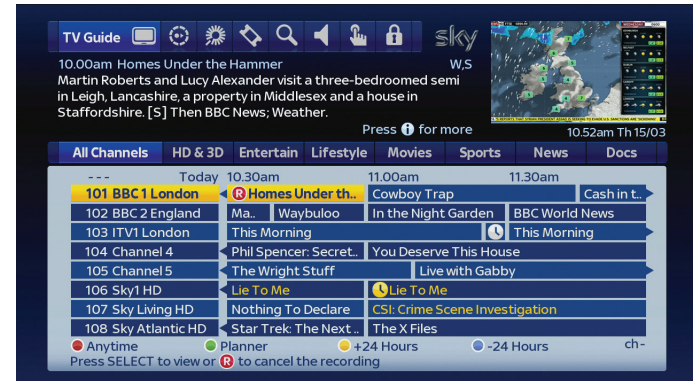 TV Guide
sky
10.00am Homes Under the Hammer W,S
Martin Roberts and Lucy Alexander visit a three-bedroomed semi
in Leigh, Lancashire, a property in Middlesex and a house in
Staffordshire. [S] Then BBC News; Weather.
Press i for more
10.52am Th 15/03
All Channels HD & 3D Entertain Lifestyle Movies Sports News Docs
--- Today 10.30am 11.00am 11.30am
101 BBC 1 London R Homes Under th.. Cowboy Trap Cash in t..
102 BBC 2 England Ma.. Waybuloo In the Night Garden BBC World News
103 ITV1 London This Morning This Morning
104 Channel 4 Phil Spencer: Secret.. You Deserve This House
105 Channel 5 The Wright Stuff Live with Gabby
106 Sky1 HD Lie To Me Lie To Me
107 Sky Living HD Nothing To Declare CSI: Crime Scene Investigation
108 Sky Atlantic HD Star Trek: The Next .. The X Files
Anytime Planner +24 Hours -24 Hours ch-
Press SELECT to view or R to cancel the recording